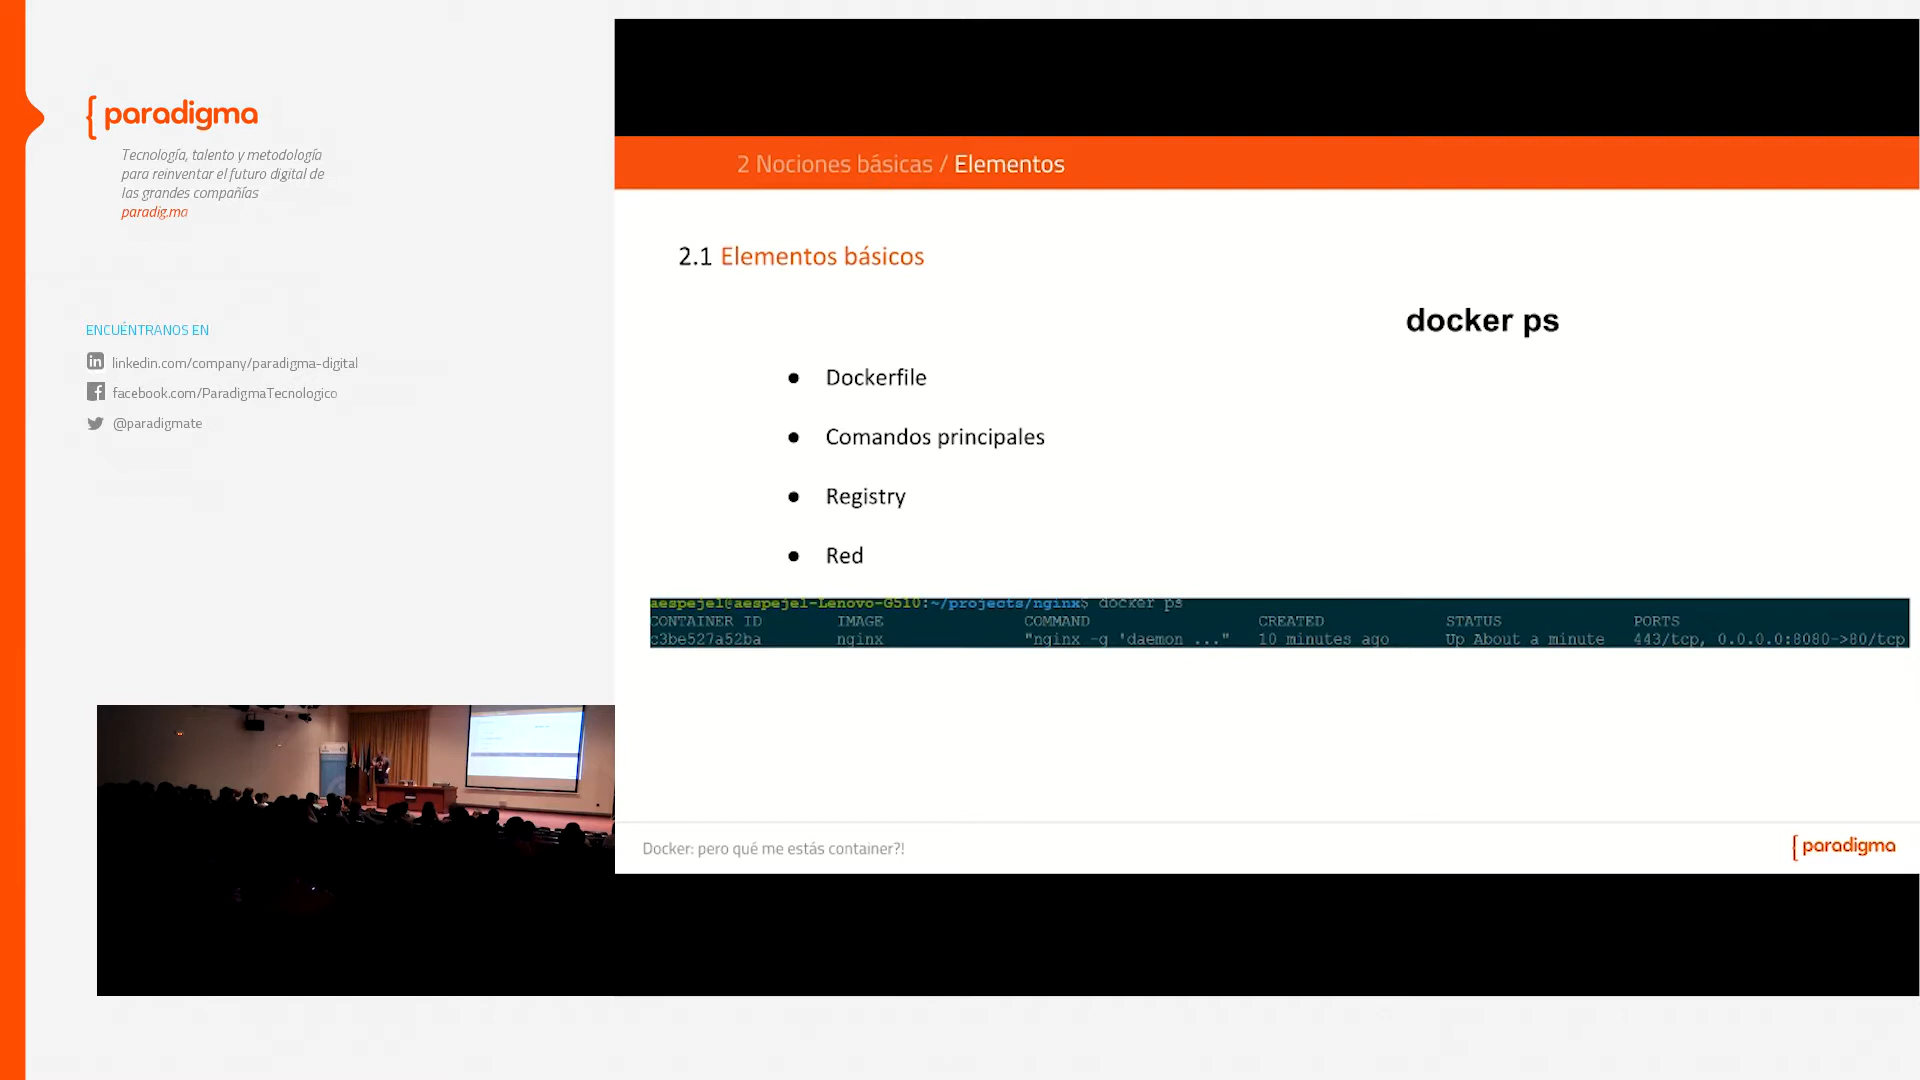 { paradigma
Tecnología, talento y metodología
para reinventar el futuro digital de
las grandes compañías
paradig.ma
ENCUÉNTRANOS EN
linkedin.com/company/paradigma-digital
facebook.com/ParadigmaTecnologico
@paradigmate
2 Nociones básicas / Elementos
2.1 Elementos básicos
docker ps
● Dockerfile
● Comandos principales
● Registry
● Red
aespejel@aespejel-Lenovo-G510:~/projects/nginx$ docker ps
CONTAINER ID IMAGE COMMAND CREATED STATUS PORTS
c3be527a52ba nginx "nginx -g 'daemon ..." 10 minutes ago Up About a minute 443/tcp, 0.0.0.0:8080->80/tcp
Docker: pero qué me estás container?!
{ paradigma